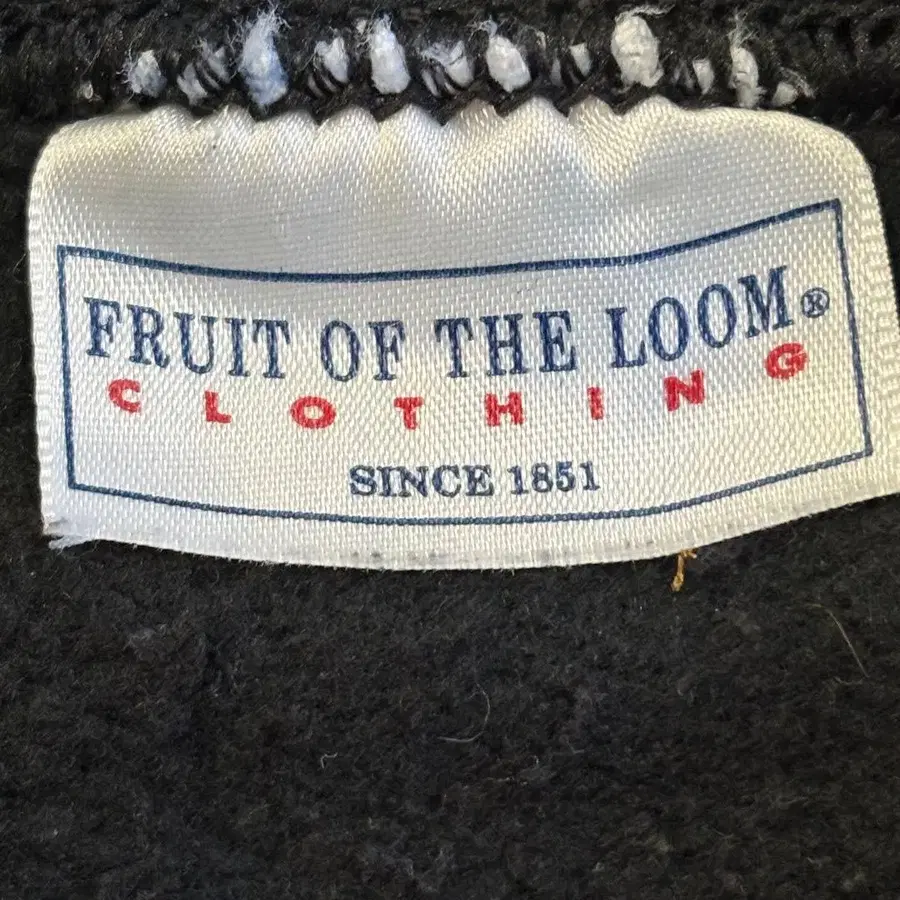 FRUIT OF THE LOOM®
CLOTHING
SINCE 1851